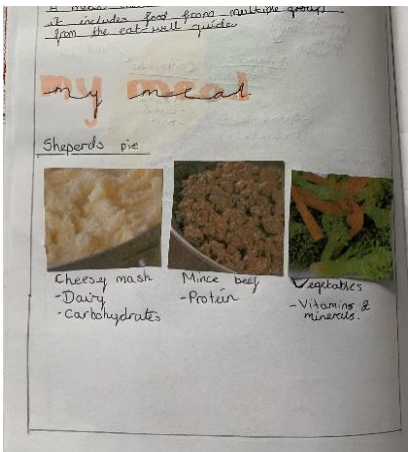 it includes food from multiple groups
from the eat-well guide.
my meal
Sheperds pie
Cheesy mash
-Dairy
-Carbohydrates
Mince beef
-Protein
Vegetables
-Vitamins &
minerals.